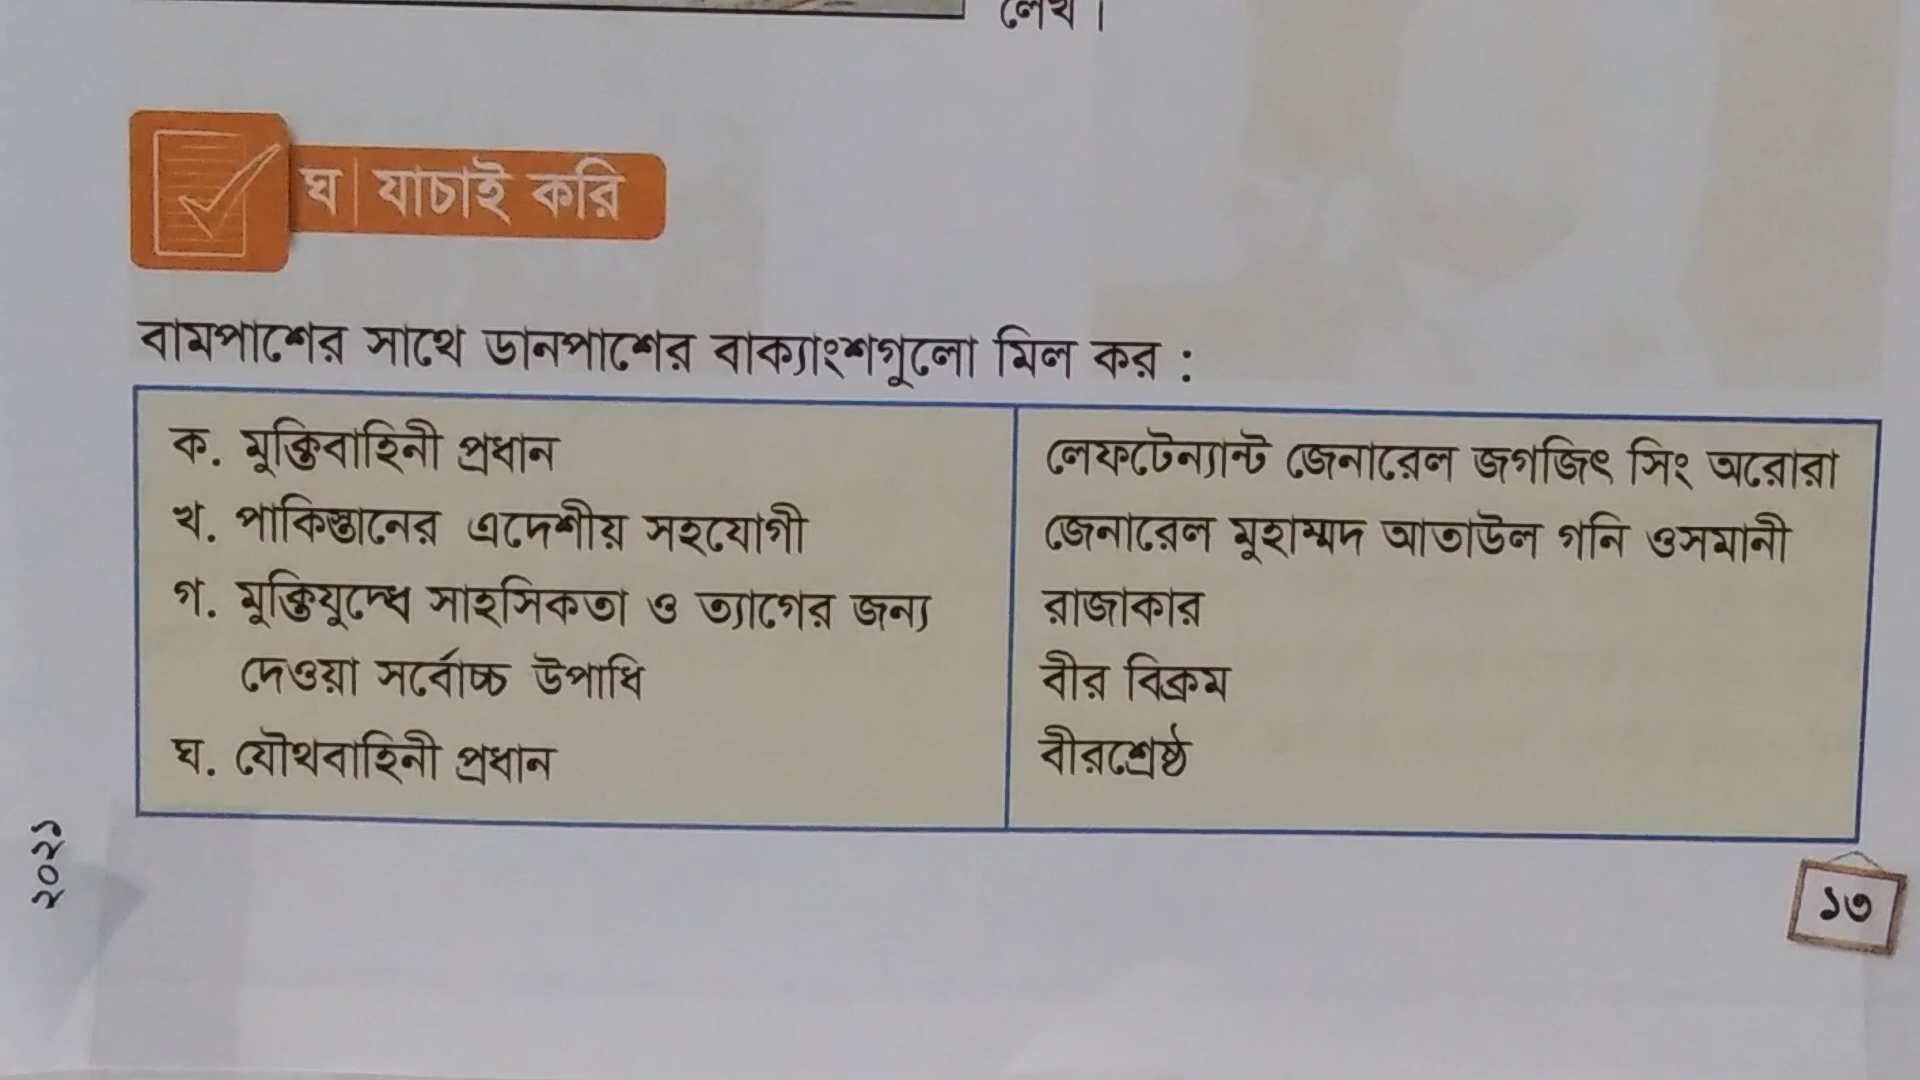 লেখ।
ঘ | যাচাই করি
বামপাশের সাথে ডানপাশের বাক্যাংশগুলো মিল কর :
ক. মুক্তিবাহিনী প্রধান
খ. পাকিস্তানের এদেশীয় সহযোগী
গ. মুক্তিযুদ্ধে সাহসিকতা ও ত্যাগের জন্য
দেওয়া সর্বোচ্চ উপাধি
ঘ. যৌথবাহিনী প্রধান
লেফটেন্যান্ট জেনারেল জগজিৎ সিং অরোরা
জেনারেল মুহাম্মদ আতাউল গনি ওসমানী
রাজাকার
বীর বিক্রম
বীরশ্রেষ্ঠ
২০২১
১৩